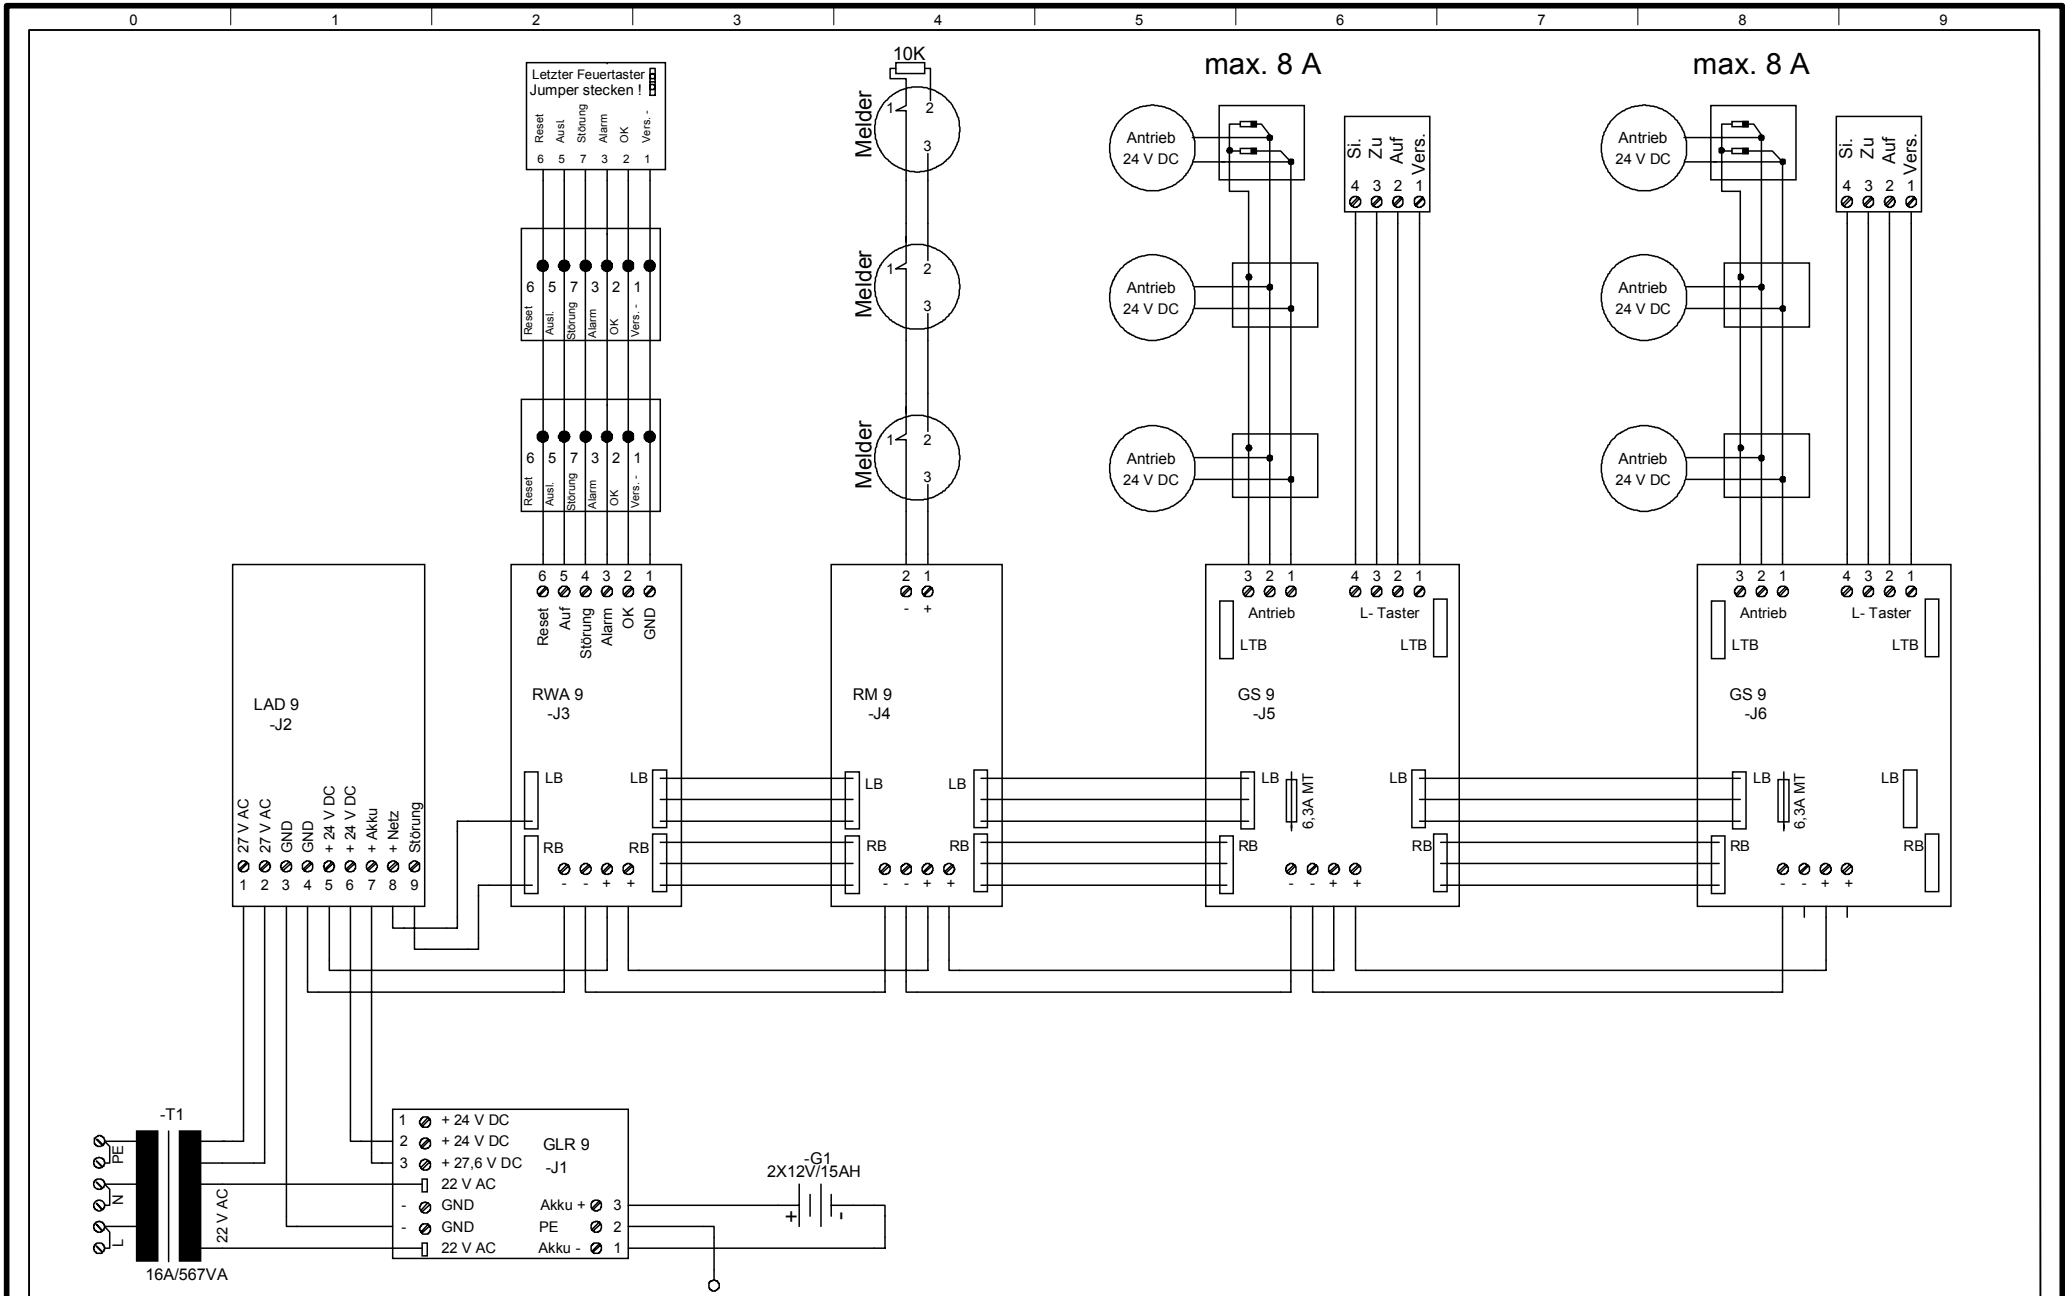 0 1 2 3 4 5 6 7 8 9
Letzter Feuertaster
Jumper stecken !
Reset Ausl. Störung Alarm OK Vers. -
6 5 7 3 2 1
6 5 7 3 2 1
Reset Ausl. Störung Alarm OK Vers. -
6 5 7 3 2 1
Reset Ausl. Störung Alarm OK Vers. -
10K
Melder
1 2
3
Melder
1 2
3
Melder
1 2
3
max. 8 A
Antrieb
24 V DC
Antrieb
24 V DC
Antrieb
24 V DC
Si. Zu Auf Vers.
4 3 2 1
max. 8 A
Antrieb
24 V DC
Antrieb
24 V DC
Antrieb
24 V DC
Si. Zu Auf Vers.
4 3 2 1
LAD 9
-J2
27 V AC
27 V AC
GND
GND
+ 24 V DC
+ 24 V DC
+ Akku
+ Netz
Störung
1 2 3 4 5 6 7 8 9
6 5 4 3 2 1
Reset Auf Störung Alarm OK GND
RWA 9
-J3
LB LB
RB RB
- - + +
2 1
- +
RM 9
-J4
LB LB
RB RB
- - + +
3 2 1 4 3 2 1
Antrieb L- Taster
LTB LTB
GS 9
-J5
LB 6,3A MT LB
RB RB
- - + +
3 2 1 4 3 2 1
Antrieb L- Taster
LTB LTB
GS 9
-J6
LB 6,3A MT LB
RB RB
- - + +
-T1
PE
N
L
22 V AC
16A/567VA
1 + 24 V DC
2 + 24 V DC
3 + 27,6 V DC
22 V AC
- GND
- GND
22 V AC
GLR 9
-J1
Akku + 3
PE 2
Akku - 1
-G1
2X12V/15AH
+ -